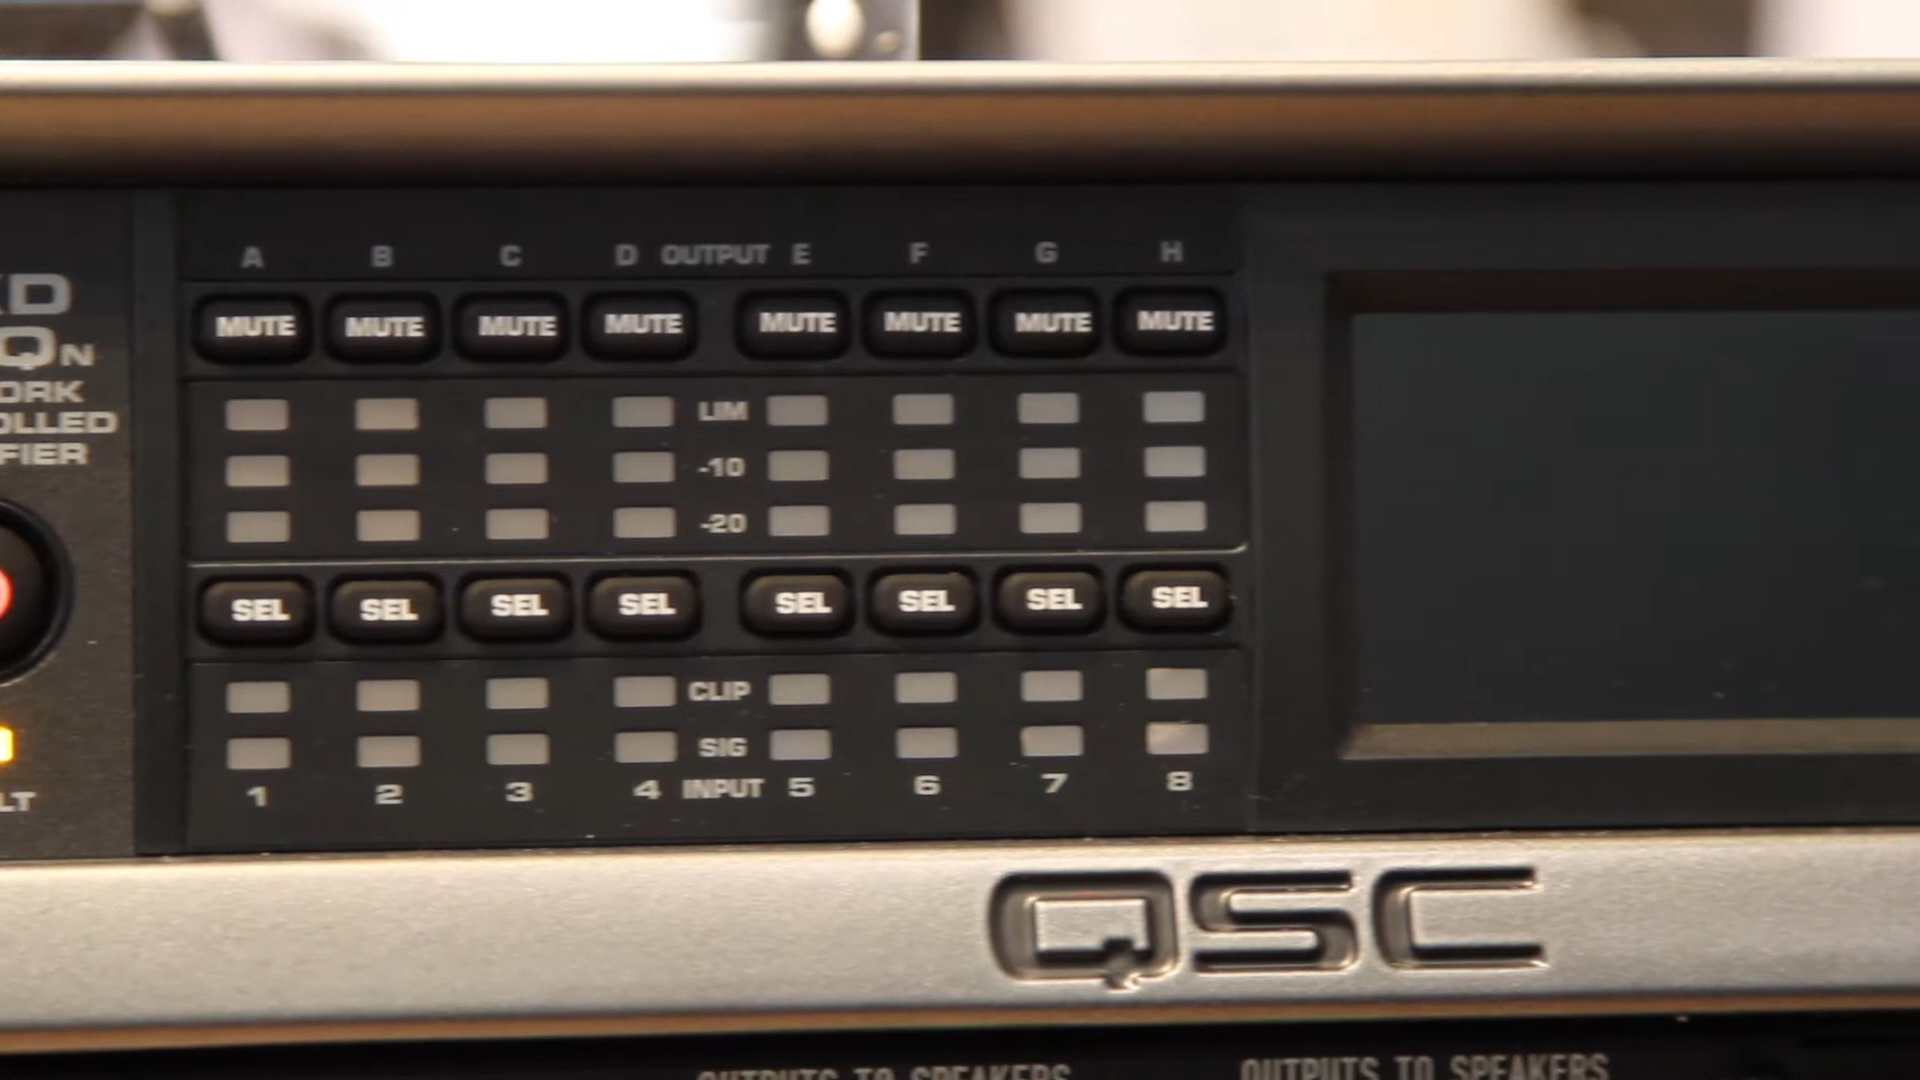 A B C D OUTPUT E F G H
MUTE MUTE MUTE MUTE MUTE MUTE MUTE MUTE
LIM
-10
-20
SEL SEL SEL SEL SEL SEL SEL SEL
CLIP
SIG
1 2 3 4 INPUT 5 6 7 8
D
QN
ORK
OLLED
FIER
LT
QSC
OUTPUTS TO SPEAKERS OUTPUTS TO SPEAKERS